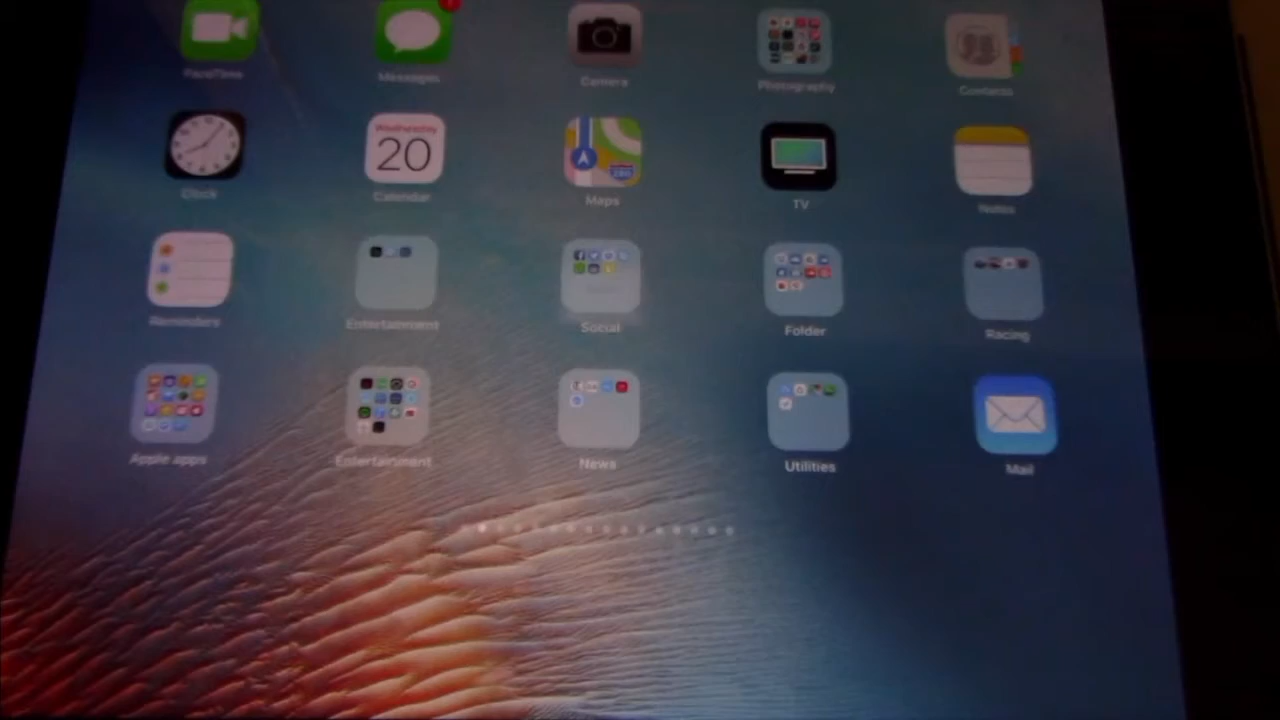 FaceTime Messages Camera Photography Contacts
Wednesday
20
280
Clock Calendar Maps TV Notes
Reminders Entertainment Social Folder Racing
Apple apps Entertainment News Utilities Mail